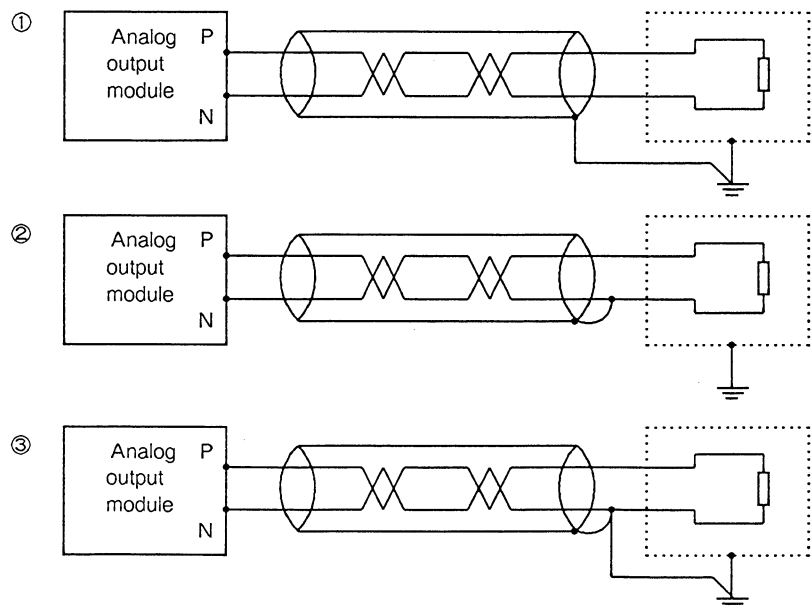 ①
Analog P
output
module
N
②
Analog P
output
module
N
③
Analog P
output
module
N